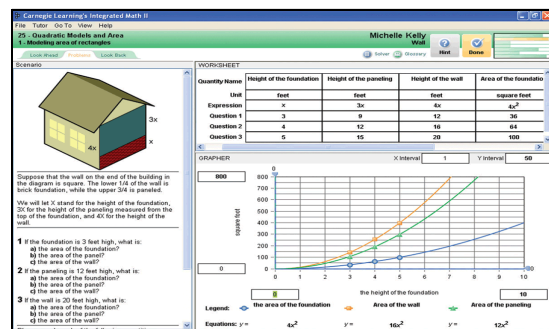 Carnegie Learning's Integrated Math II
File Tutor Go To View Help
25 - Quadratic Models and Area
1 - Modeling area of rectangles
Michelle Kelly
Wall
Hint
Done
Look Ahead Problems Look Back
Solver Glossary
Scenario
3x
4x
x
Suppose that the wall on the end of the building in
the diagram is square. The lower 1/4 of the wall is
brick foundation, while the upper 3/4 is paneled.
We will let X stand for the height of the foundation,
3X for the height of the paneling measured from the
top of the foundation, and 4X for the height of the
wall.
1 If the foundation is 3 feet high, what is:
a) the area of the foundation?
b) the area of the panel?
c) the area of the wall?
2 If the paneling is 12 feet high, what is:
a) the area of the foundation?
b) the area of the panel?
c) the area of the wall?
3 If the wall is 20 feet high, what is:
a) the area of the foundation?
b) the area of the panel?
c) the area of the wall?
WORKSHEET
Quantity Name Height of the foundation Height of the paneling Height of the wall Area of the foundation
Unit feet feet feet square feet
Expression x 3x 4x 4x²
Question 1 3 9 12 36
Question 2 4 12 16 64
Question 3 5 15 20 100
GRAPHER
X Interval 1 Y Interval 50
0
800
square feet
0
800
700
600
500
400
300
200
100
0
0 1 2 3 4 5 6 7 8 9 10
0 the height of the foundation 10
Legend: the area of the foundation Area of the wall Area of the paneling
Equations: y = 4x² y = 16x² y = 12x²